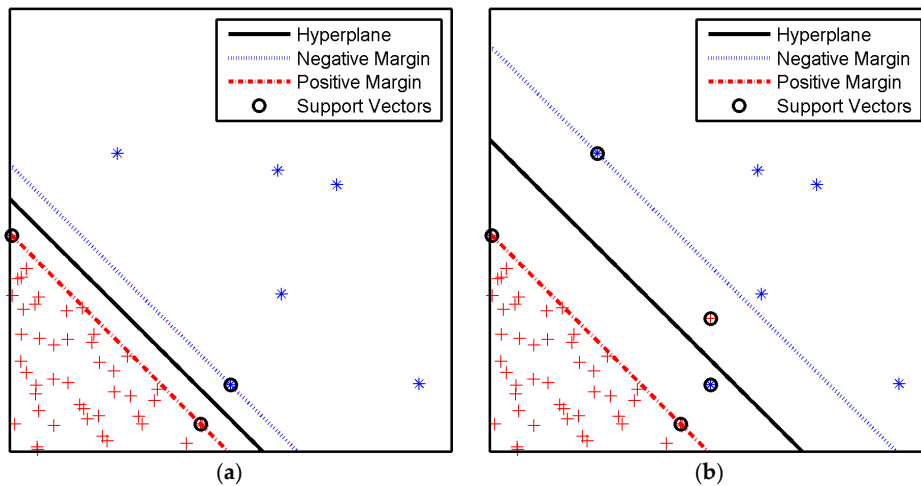 Hyperplane
Negative Margin
Positive Margin
Support Vectors
Hyperplane
Negative Margin
Positive Margin
Support Vectors
(a)
(b)